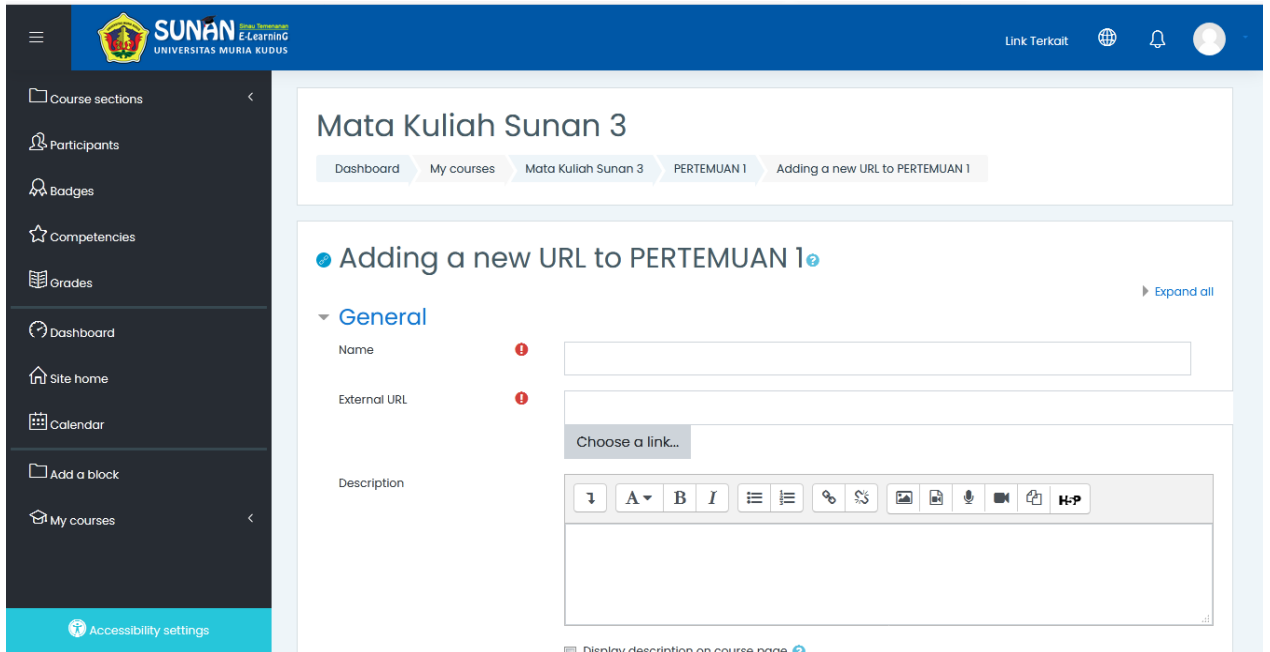 SUNAN Sinau Temenanan
E-LearninG
UNIVERSITAS MURIA KUDUS
Link Terkait
Course sections
Participants
Badges
Competencies
Grades
Dashboard
Site home
Calendar
Add a block
My courses
Accessibility settings
Mata Kuliah Sunan 3
Dashboard My courses Mata Kuliah Sunan 3 PERTEMUAN 1 Adding a new URL to PERTEMUAN 1
Adding a new URL to PERTEMUAN 1
Expand all
General
Name
External URL
Choose a link...
Description
A B I H5P
Display description on course page